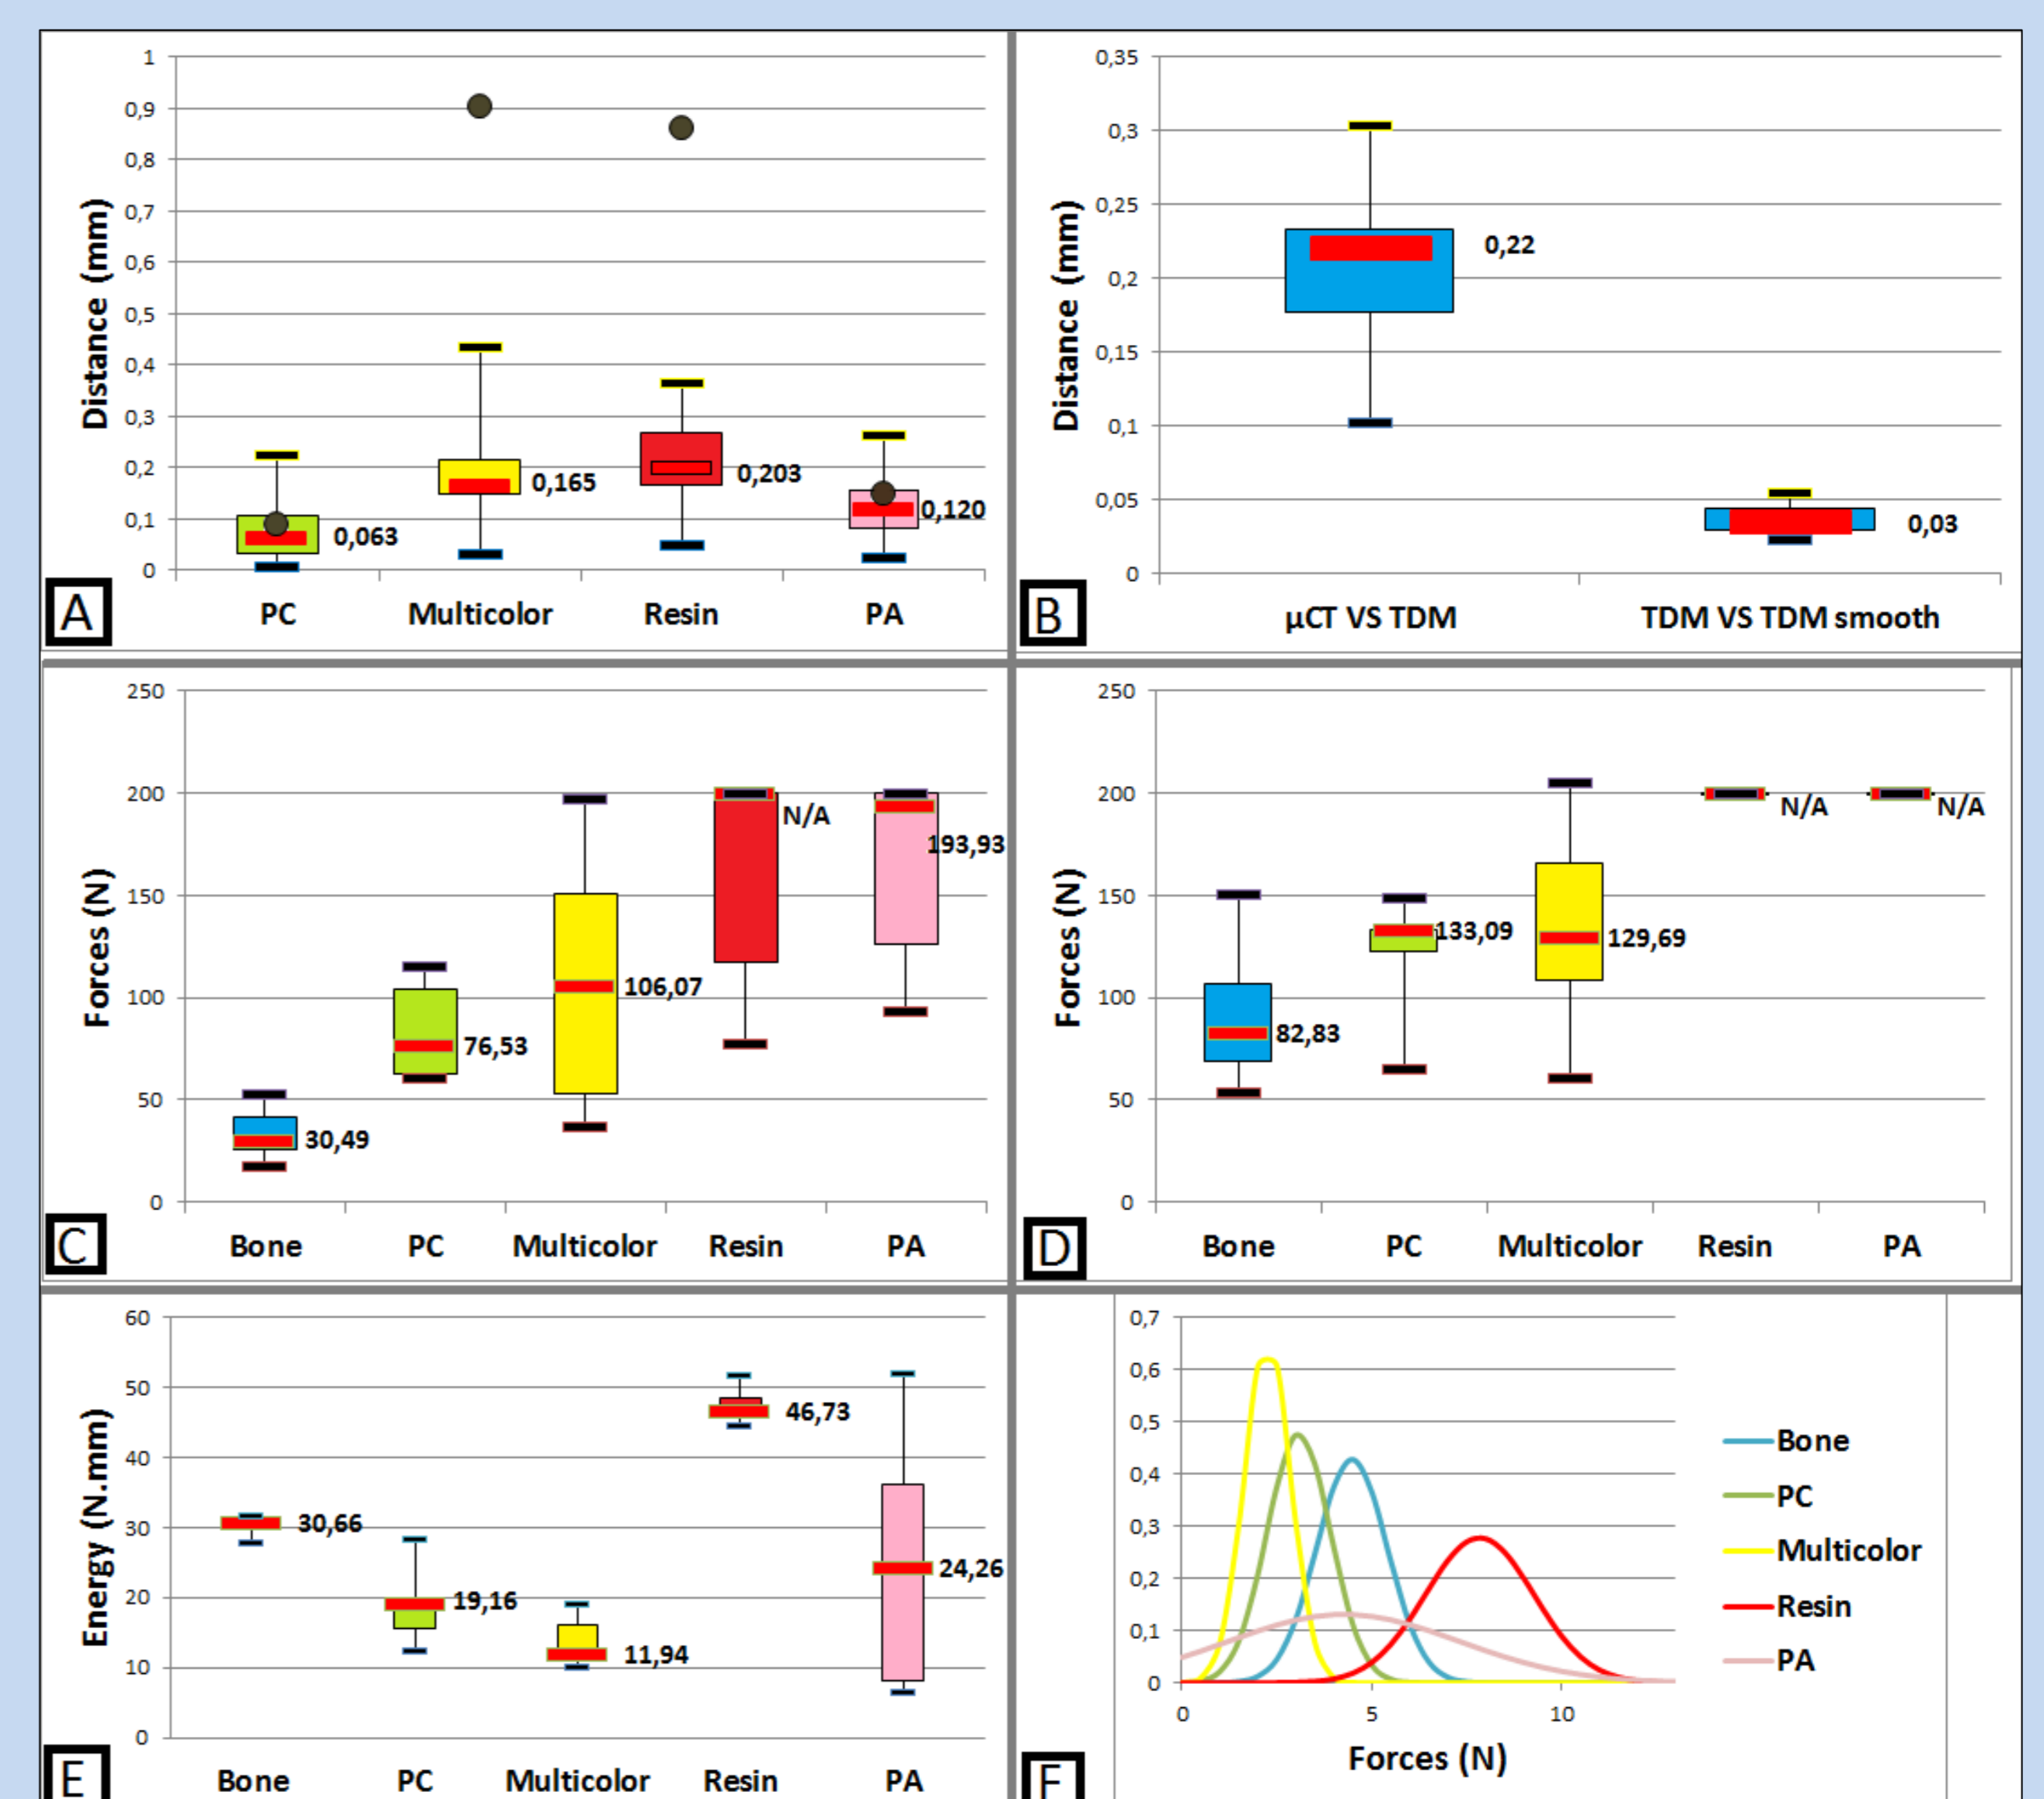 1
0,9
0,8
0,7
0,6
0,5
0,4
0,3
0,2
0,1
0
Distance (mm)
0,063
0,165
0,203
0,120
PC Multicolor Resin PA
A
0,35
0,3
0,25
0,2
0,15
0,1
0,05
0
Distance (mm)
0,22
0,03
µCT VS TDM TDM VS TDM smooth
B
250
200
150
100
50
0
Forces (N)
30,49
76,53
106,07
N/A
193,93
Bone PC Multicolor Resin PA
C
250
200
150
100
50
0
Forces (N)
82,83
133,09
129,69
N/A
N/A
Bone PC Multicolor Resin PA
D
60
50
40
30
20
10
0
Energy (N.mm)
30,66
19,16
11,94
46,73
24,26
Bone PC Multicolor Resin PA
E
0,7
0,6
0,5
0,4
0,3
0,2
0,1
0
0 5 10
Forces (N)
Bone
PC
Multicolor
Resin
PA
F